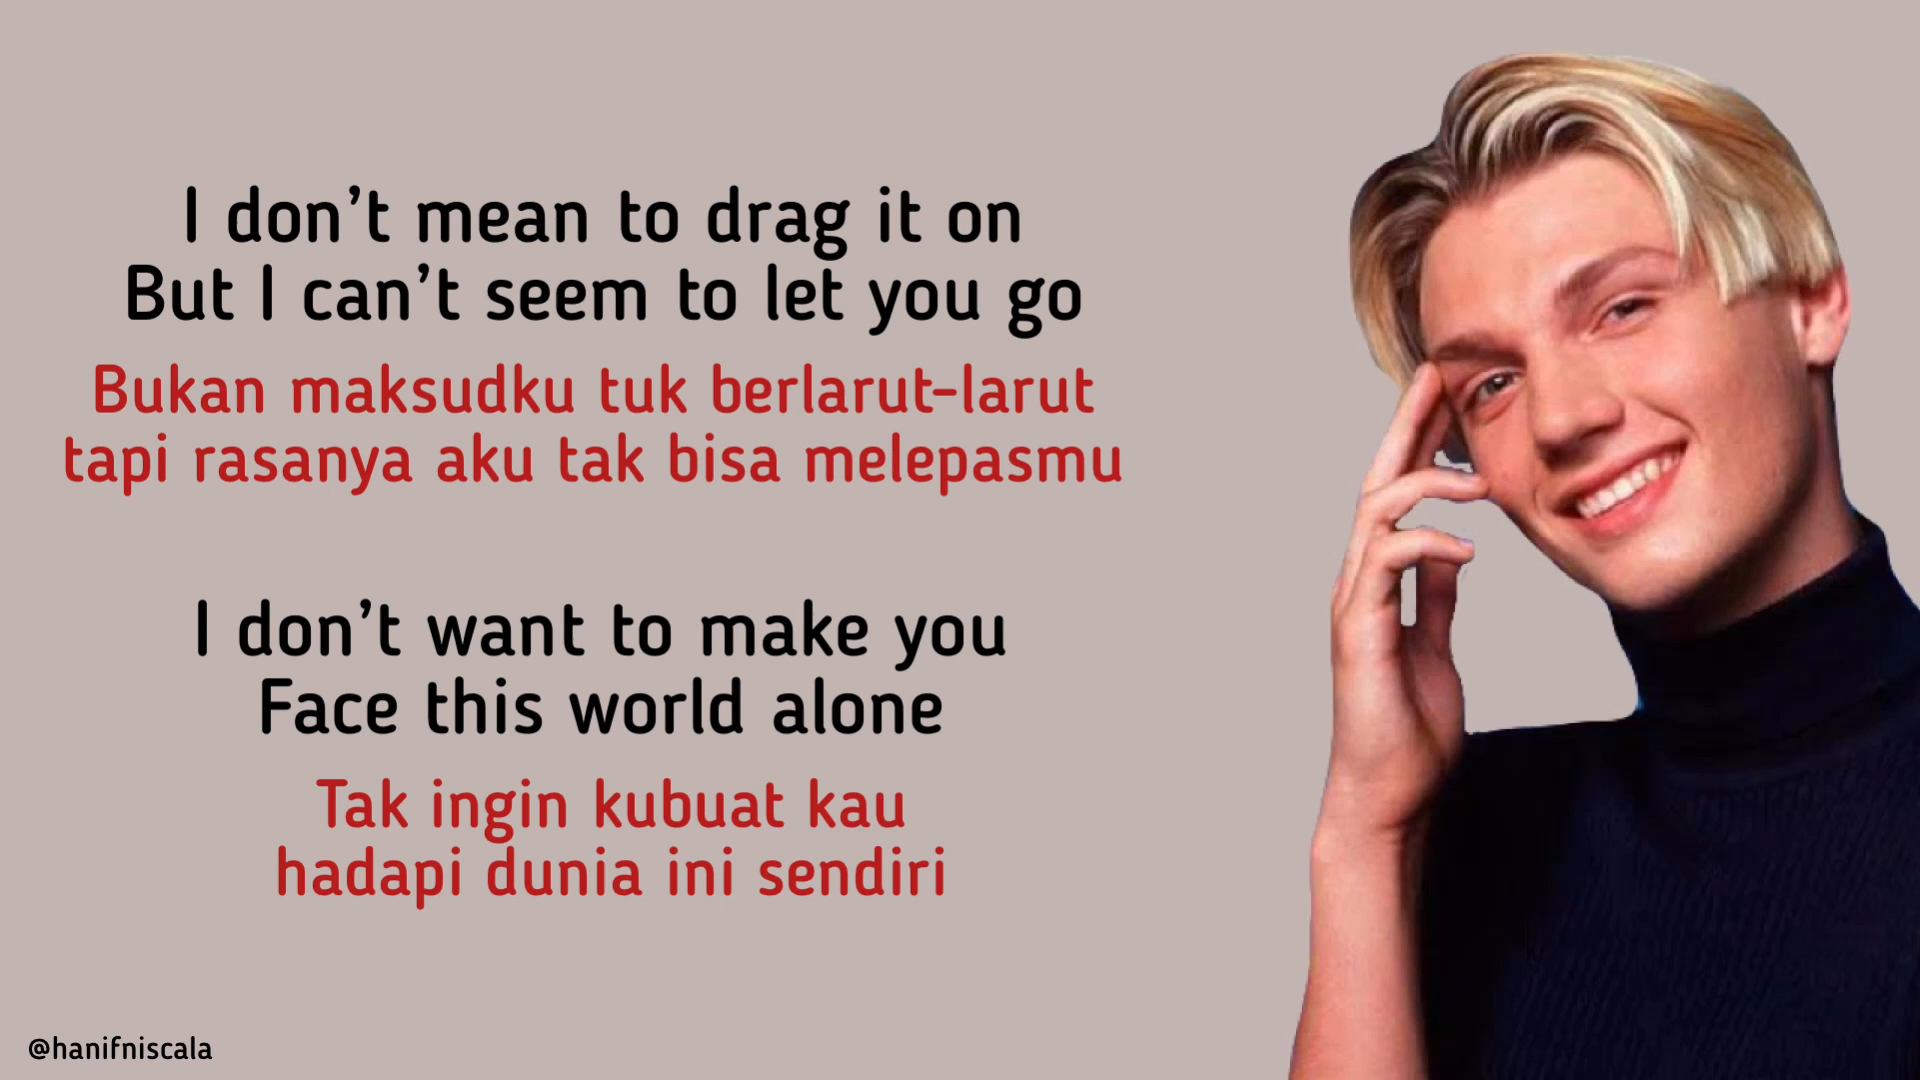 I don’t mean to drag it on
But I can’t seem to let you go
Bukan maksudku tuk berlarut-larut
tapi rasanya aku tak bisa melepasmu
I don’t want to make you
Face this world alone
Tak ingin kubuat kau
hadapi dunia ini sendiri
@hanifniscala